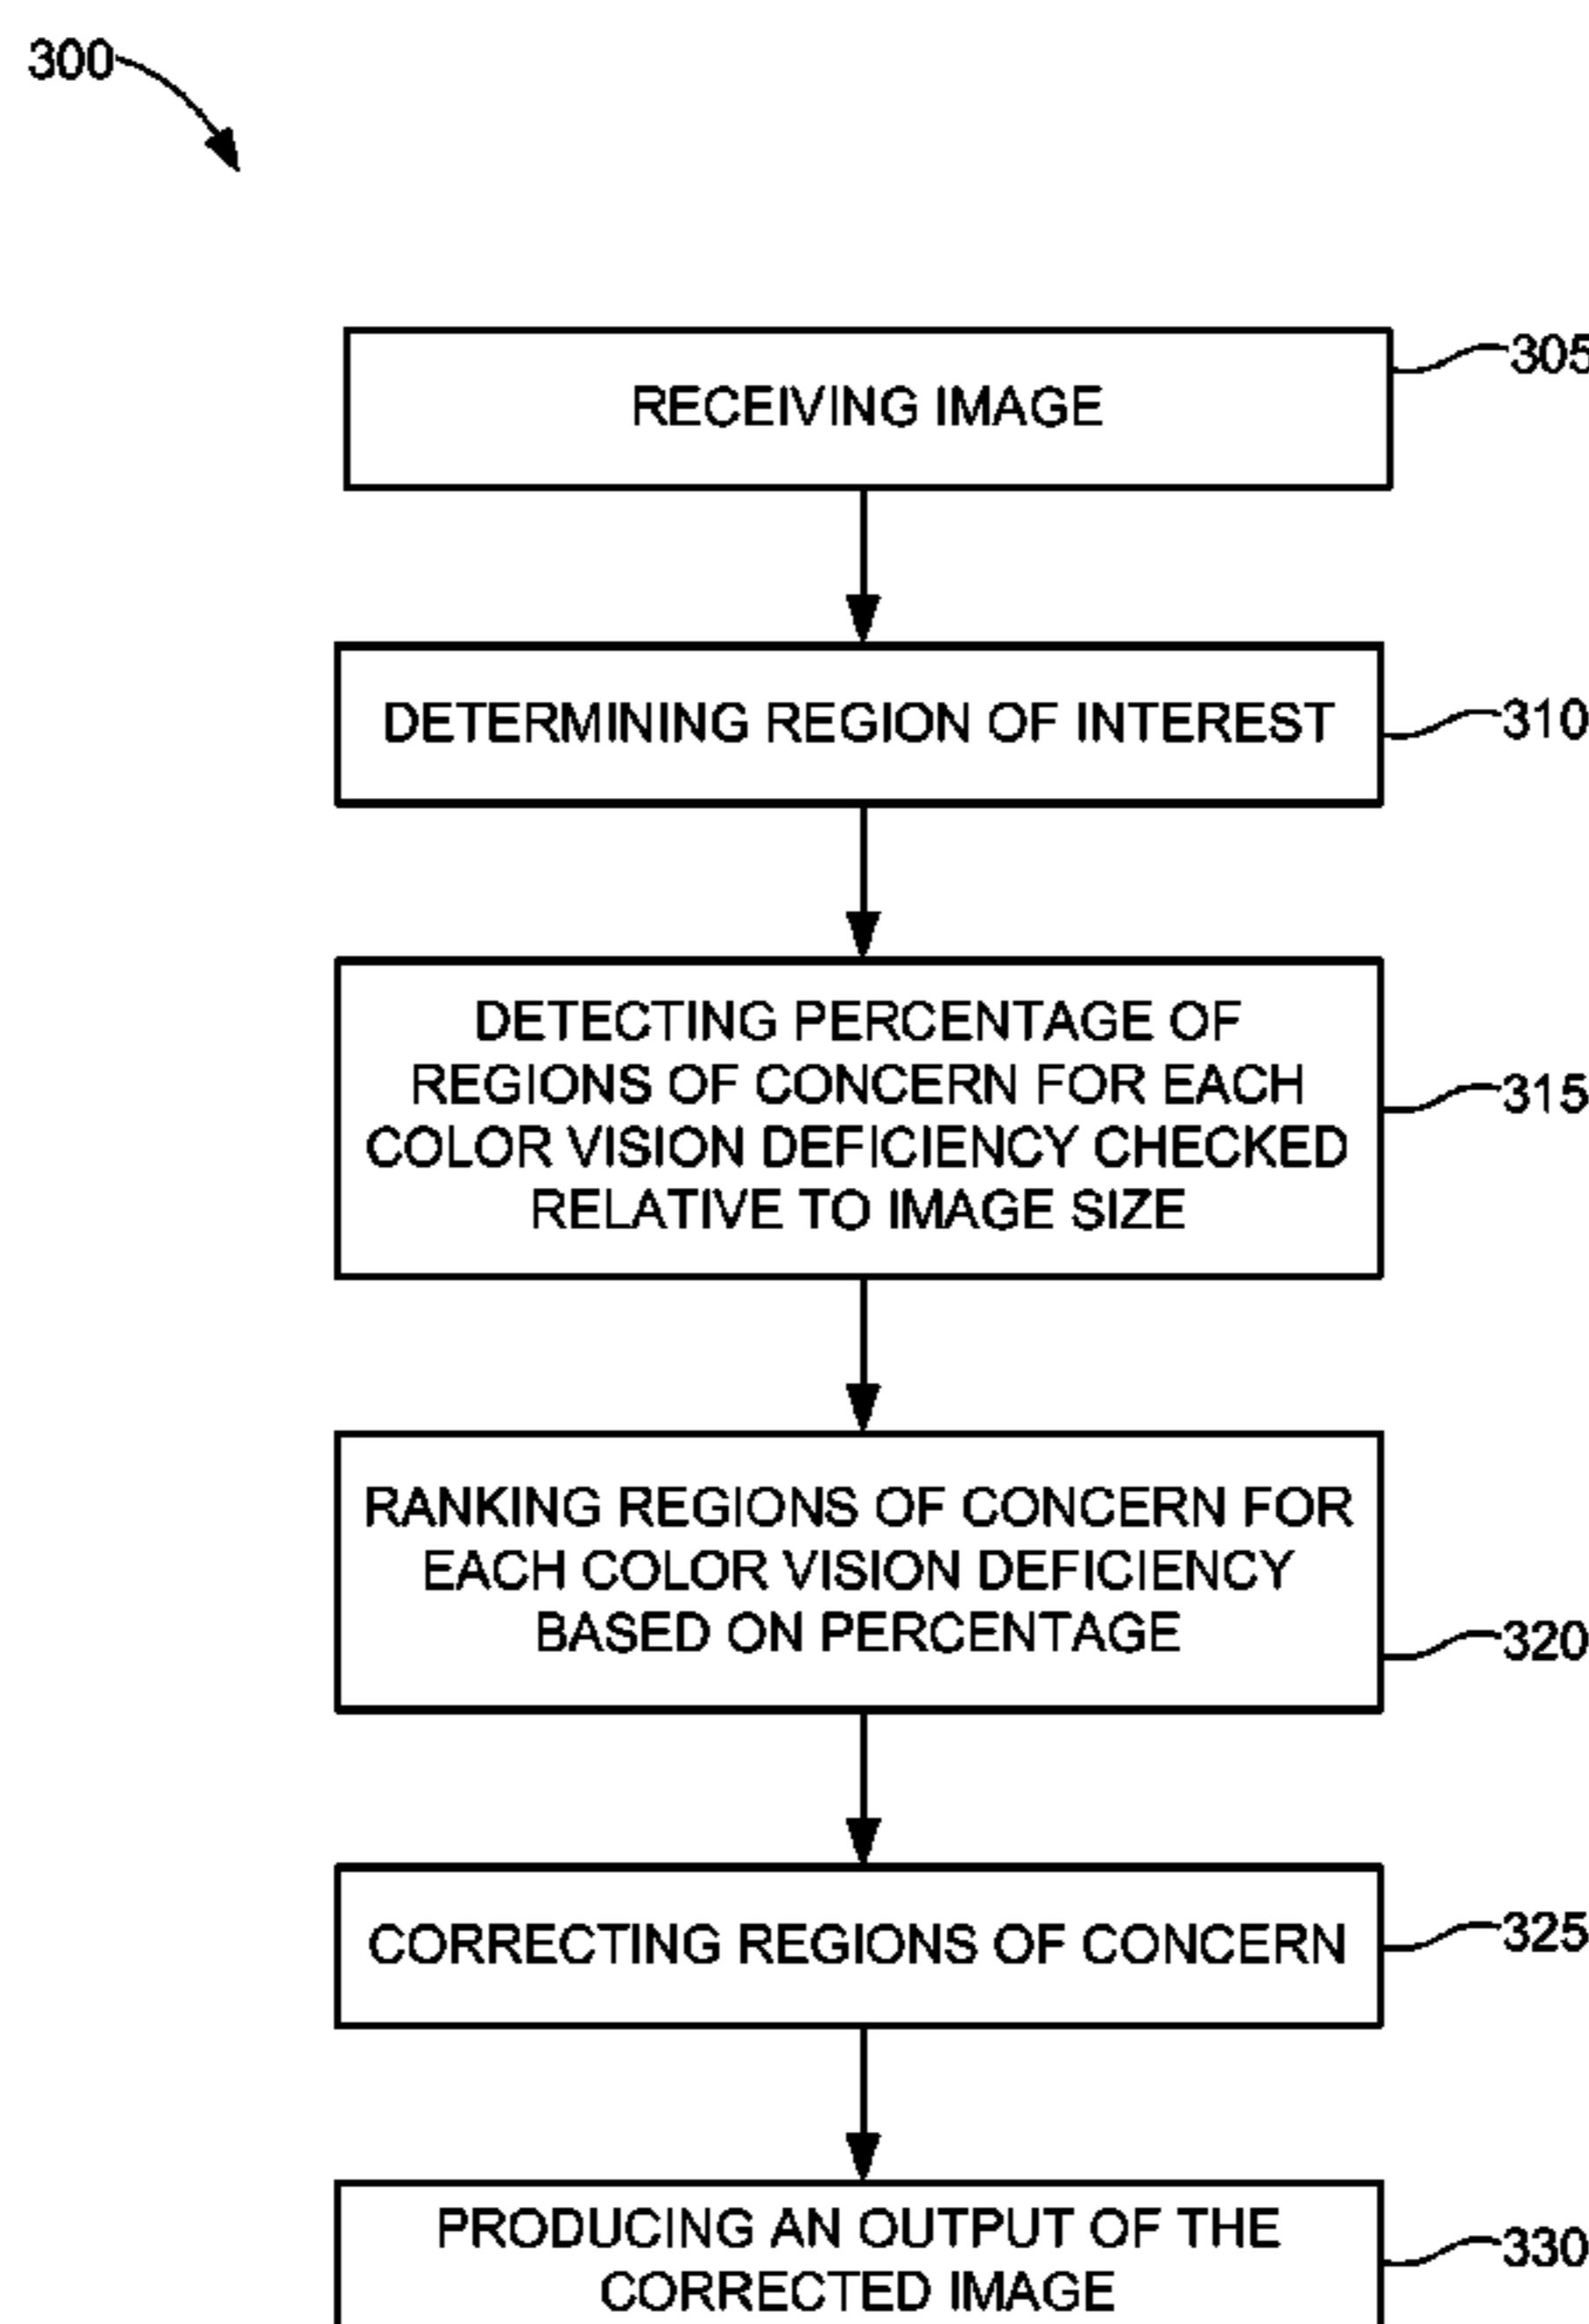 300
RECEIVING IMAGE
305
DETERMINING REGION OF INTEREST
310
DETECTING PERCENTAGE OF
REGIONS OF CONCERN FOR EACH
COLOR VISION DEFICIENCY CHECKED
RELATIVE TO IMAGE SIZE
315
RANKING REGIONS OF CONCERN FOR
EACH COLOR VISION DEFICIENCY
BASED ON PERCENTAGE
320
CORRECTING REGIONS OF CONCERN
325
PRODUCING AN OUTPUT OF THE
CORRECTED IMAGE
330